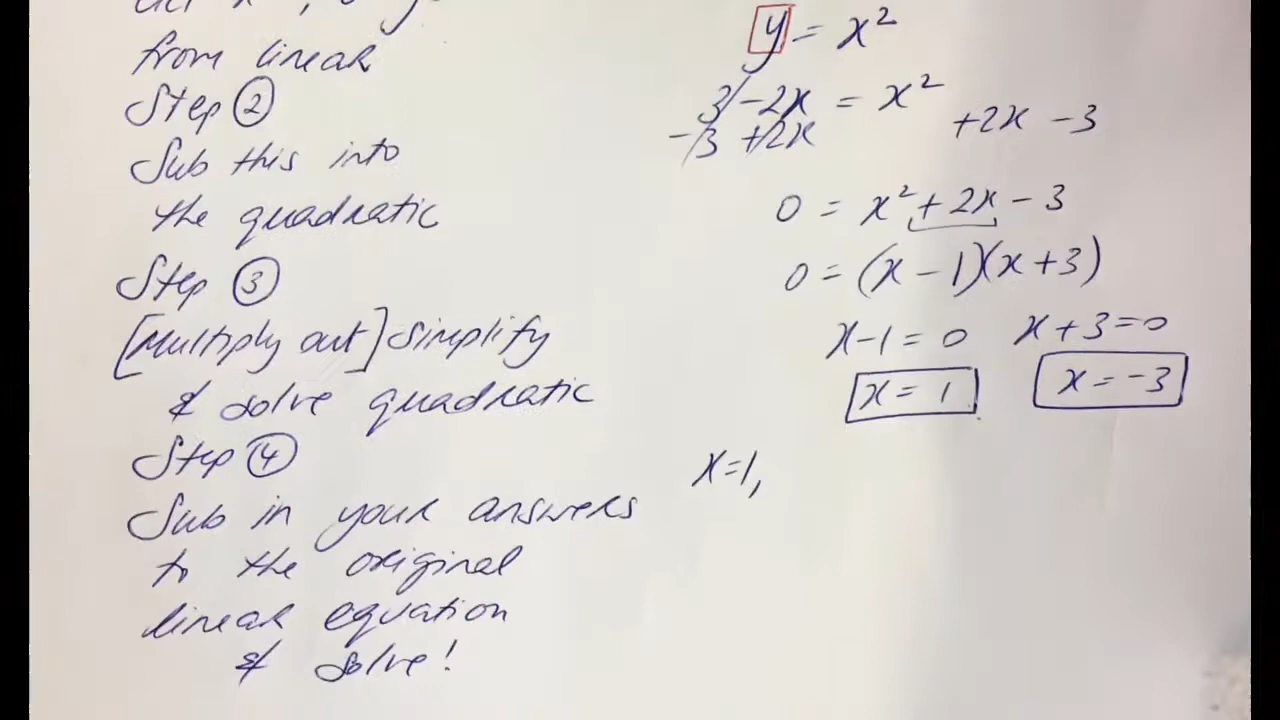 from linear
Step ②
Sub this into
the quadratic
Step ③
[Multiply out] Simplify
& solve quadratic
Step ④
Sub in your answers
to the original
linear equation
& solve!
y = x²
3 - 2x = x²
-3 +2x +2x - 3
0 = x² + 2x - 3
0 = (x - 1)(x + 3)
x - 1 = 0 x + 3 = 0
x = 1 x = -3
x = 1,